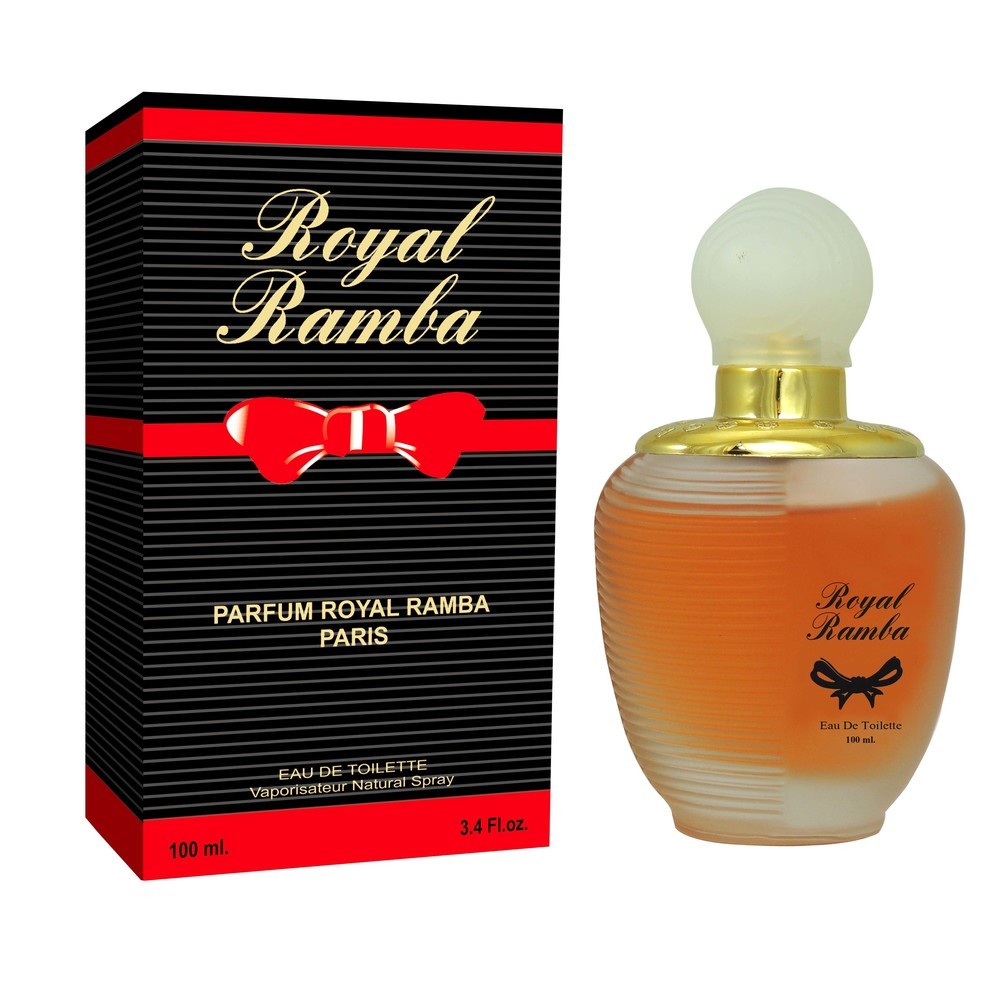 Royal
Ramba
PARFUM ROYAL RAMBA
PARIS
EAU DE TOILETTE
Vaporisateur Natural Spray
100 ml.
3.4 Fl.oz.
Royal
Ramba
Eau De Toilette
100 ml.